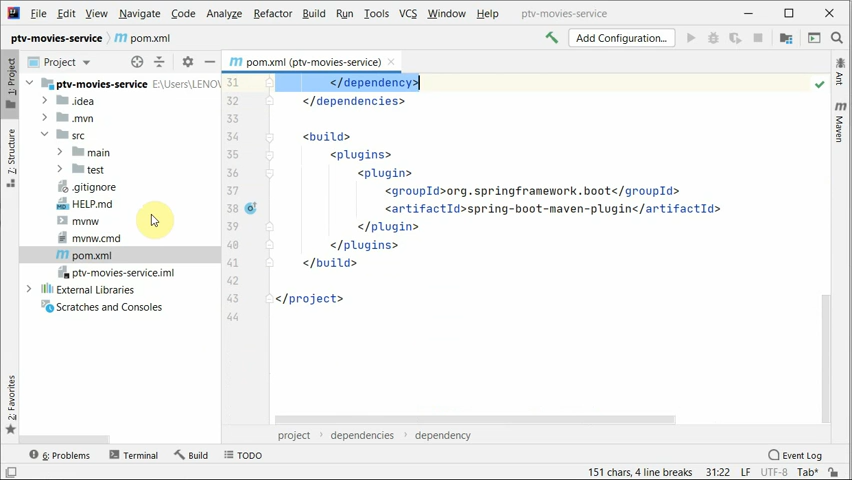 File Edit View Navigate Code Analyze Refactor Build Run Tools VCS Window Help ptv-movies-service
ptv-movies-service pom.xml Add Configuration...
Project pom.xml (ptv-movies-service)
1: Project
Z: Structure
2: Favorites
Ant
Maven
ptv-movies-service E:\Users\LENOV
.idea
.mvn
src
main
test
.gitignore
HELP.md
mvnw
mvnw.cmd
pom.xml
ptv-movies-service.iml
External Libraries
Scratches and Consoles
31 </dependency>
32 </dependencies>
33
34 <build>
35 <plugins>
36 <plugin>
37 <groupId>org.springframework.boot</groupId>
38 <artifactId>spring-boot-maven-plugin</artifactId>
39 </plugin>
40 </plugins>
41 </build>
42
43 </project>
44
project dependencies dependency
6: Problems Terminal Build TODO Event Log
151 chars, 4 line breaks 31:22 LF UTF-8 Tab*